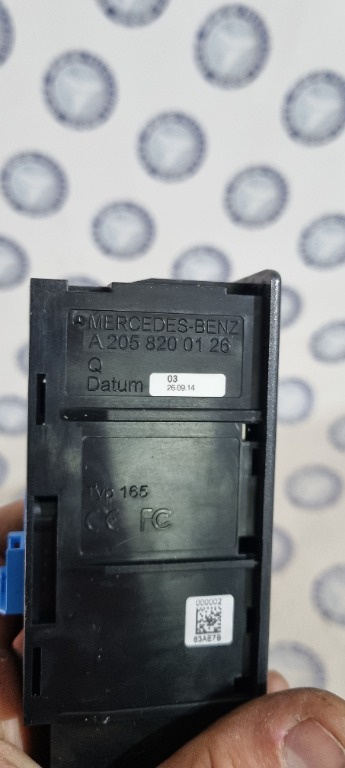 MERCEDES-BENZ
A 205 820 01 26
Q
Datum
03
26.09.14
Typ 165
CE FC
000002
83AE7B